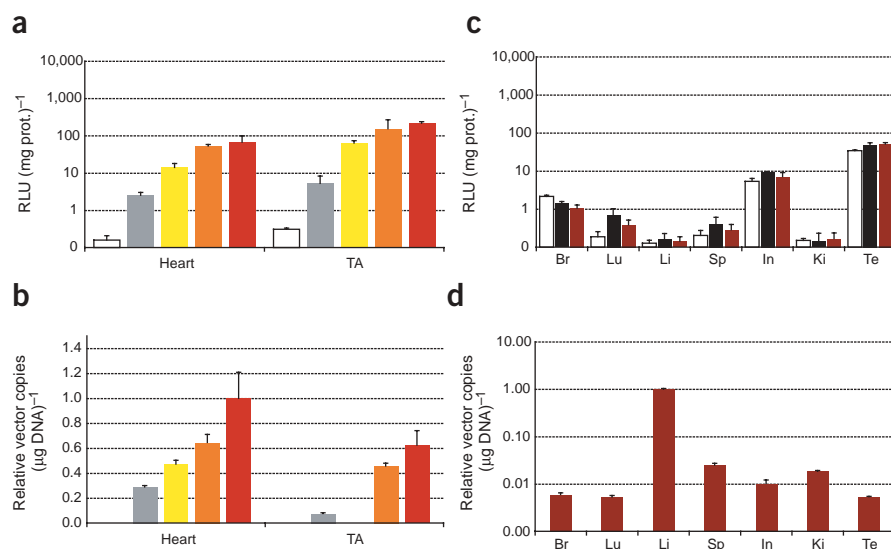 a
RLU (mg prot.)⁻¹
10,000
1,000
100
10
1
0
Heart TA
b
Relative vector copies
(μg DNA)⁻¹
1.4
1.2
1.0
0.8
0.6
0.4
0.2
0.0
Heart TA
c
RLU (mg prot.)⁻¹
10,000
1,000
100
10
1
0
Br Lu Li Sp In Ki Te
d
Relative vector copies
(μg DNA)⁻¹
10.00
1.00
0.10
0.01
0.00
Br Lu Li Sp In Ki Te